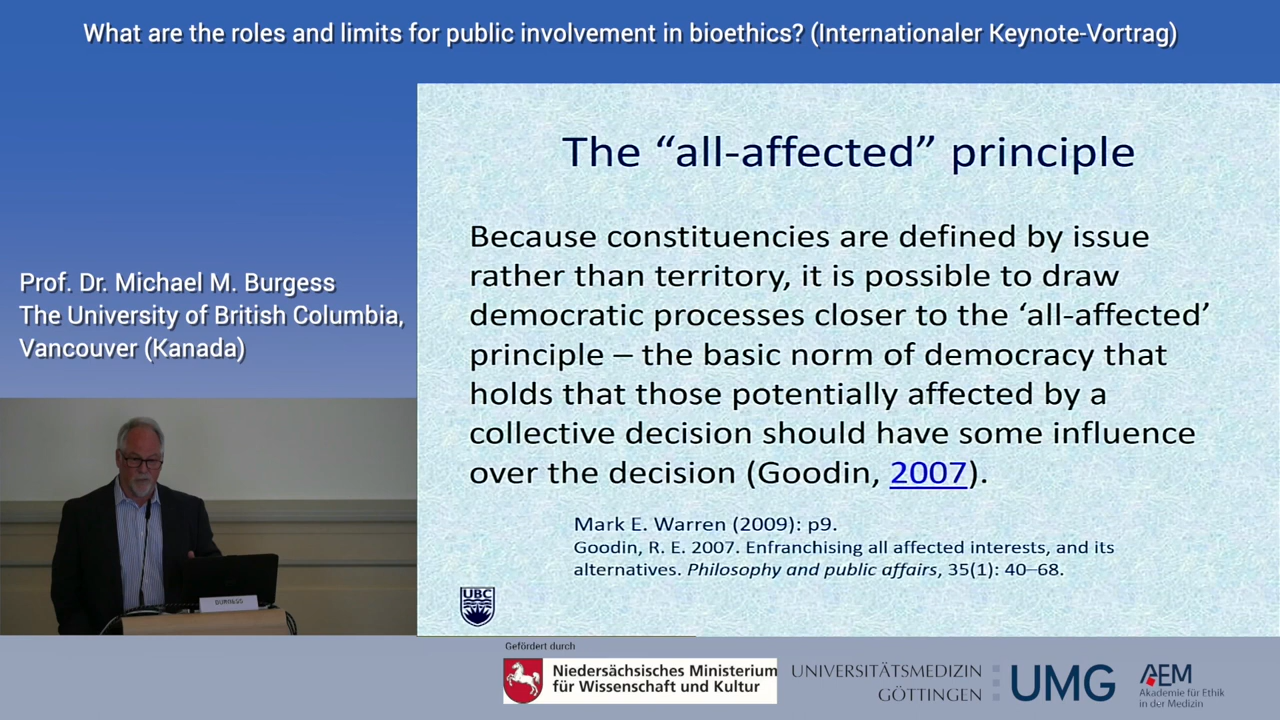 What are the roles and limits for public involvement in bioethics? (Internationaler Keynote-Vortrag)
Prof. Dr. Michael M. Burgess
The University of British Columbia,
Vancouver (Kanada)
The “all-affected” principle
Because constituencies are defined by issue
rather than territory, it is possible to draw
democratic processes closer to the ‘all-affected’
principle – the basic norm of democracy that
holds that those potentially affected by a
collective decision should have some influence
over the decision (Goodin, 2007).
Mark E. Warren (2009): p9.
Goodin, R. E. 2007. Enfranchising all affected interests, and its
alternatives. Philosophy and public affairs, 35(1): 40–68.
UBC
BURGESS
Gefördert durch
Niedersächsisches Ministerium
für Wissenschaft und Kultur
UNIVERSITÄTSMEDIZIN
GÖTTINGEN
UMG
AEM
Akademie für Ethik
in der Medizin